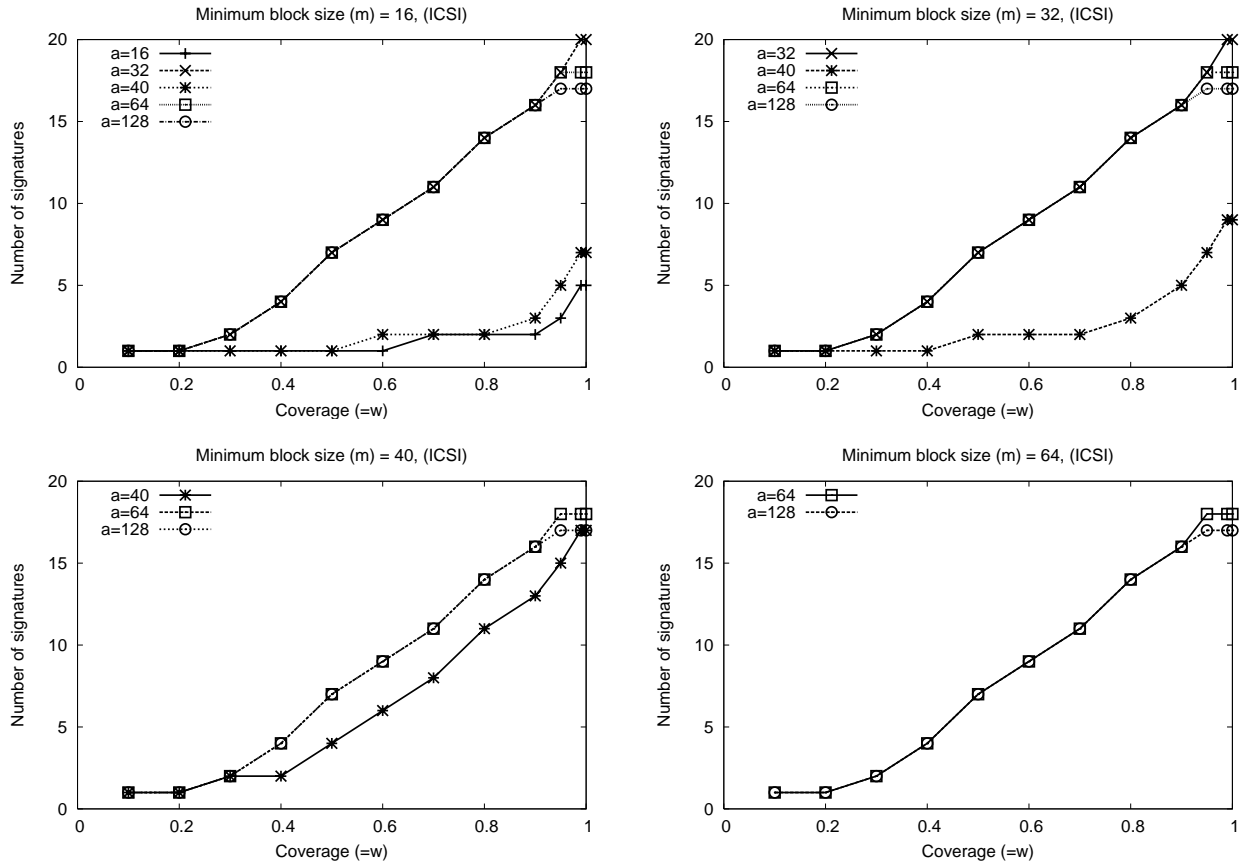 Minimum block size (m) = 16, (ICSI)
20
15
10
5
0
Number of signatures
a=16
a=32
a=40
a=64
a=128
0 0.2 0.4 0.6 0.8 1
Coverage (=w)
Minimum block size (m) = 32, (ICSI)
20
15
10
5
0
Number of signatures
a=32
a=40
a=64
a=128
0 0.2 0.4 0.6 0.8 1
Coverage (=w)
Minimum block size (m) = 40, (ICSI)
20
15
10
5
0
Number of signatures
a=40
a=64
a=128
0 0.2 0.4 0.6 0.8 1
Coverage (=w)
Minimum block size (m) = 64, (ICSI)
20
15
10
5
0
Number of signatures
a=64
a=128
0 0.2 0.4 0.6 0.8 1
Coverage (=w)